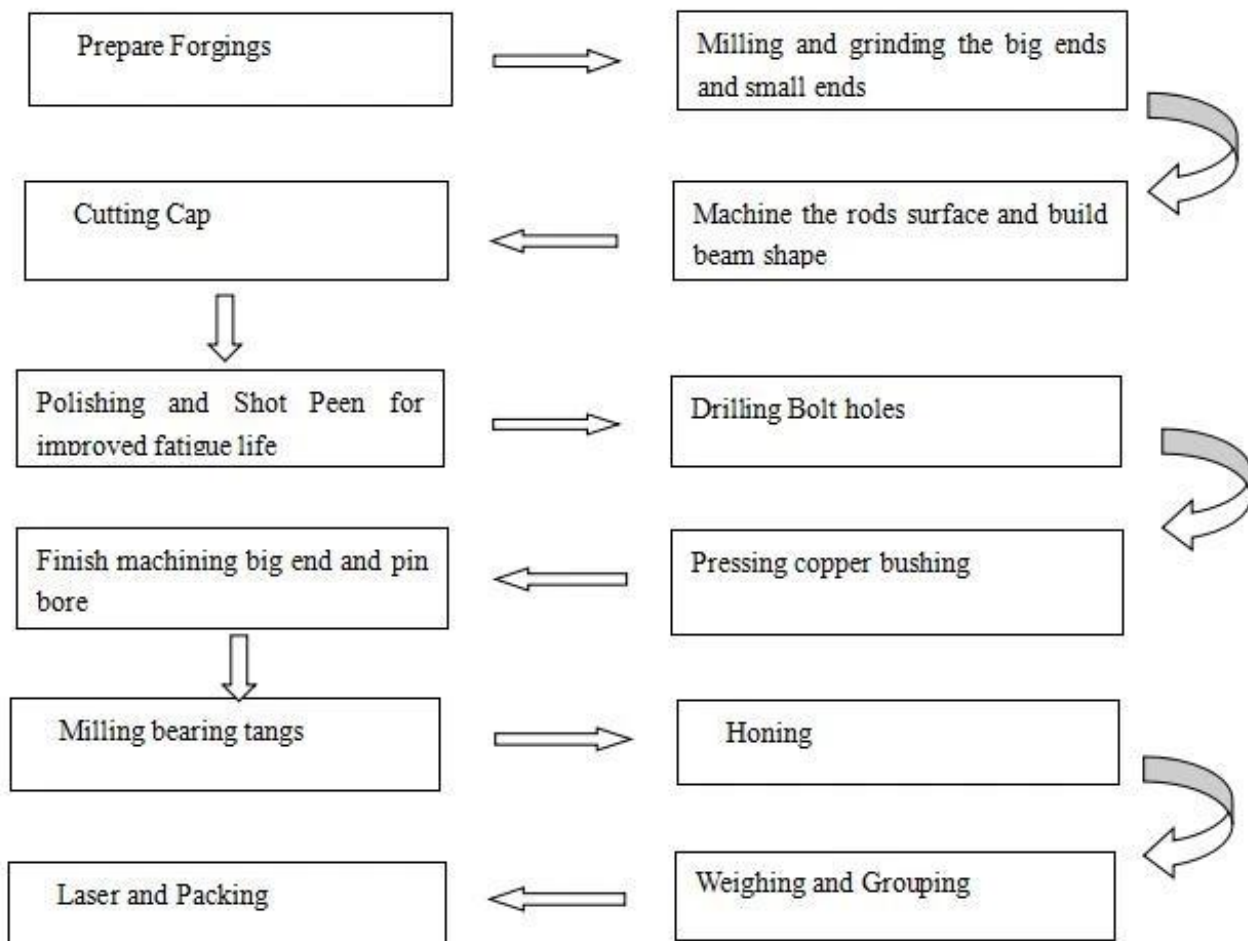 Prepare Forgings
Milling and grinding the big ends
and small ends
Machine the rods surface and build
beam shape
Cutting Cap
Polishing and Shot Peen for
improved fatigue life
Drilling Bolt holes
Pressing copper bushing
Finish machining big end and pin
bore
Milling bearing tangs
Honing
Weighing and Grouping
Laser and Packing